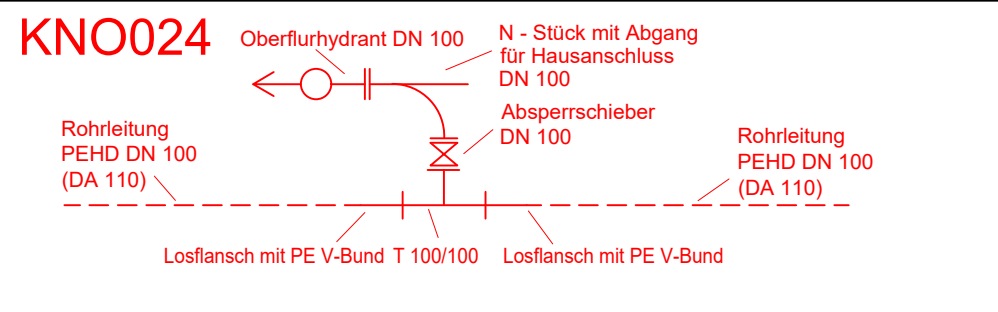 KNO024
Oberflurhydrant DN 100
N - Stück mit Abgang
für Hausanschluss
DN 100
Absperrschieber
DN 100
Rohrleitung
PEHD DN 100
(DA 110)
Rohrleitung
PEHD DN 100
(DA 110)
Losflansch mit PE V-Bund
T 100/100
Losflansch mit PE V-Bund